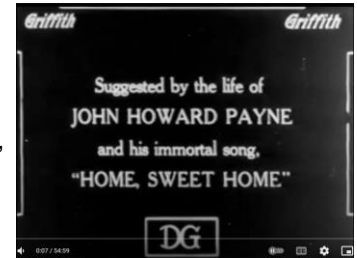 Griffith Griffith
Suggested by the life of
JOHN HOWARD PAYNE
and his immortal song,
"HOME, SWEET HOME"
DG
0:07 / 54:59